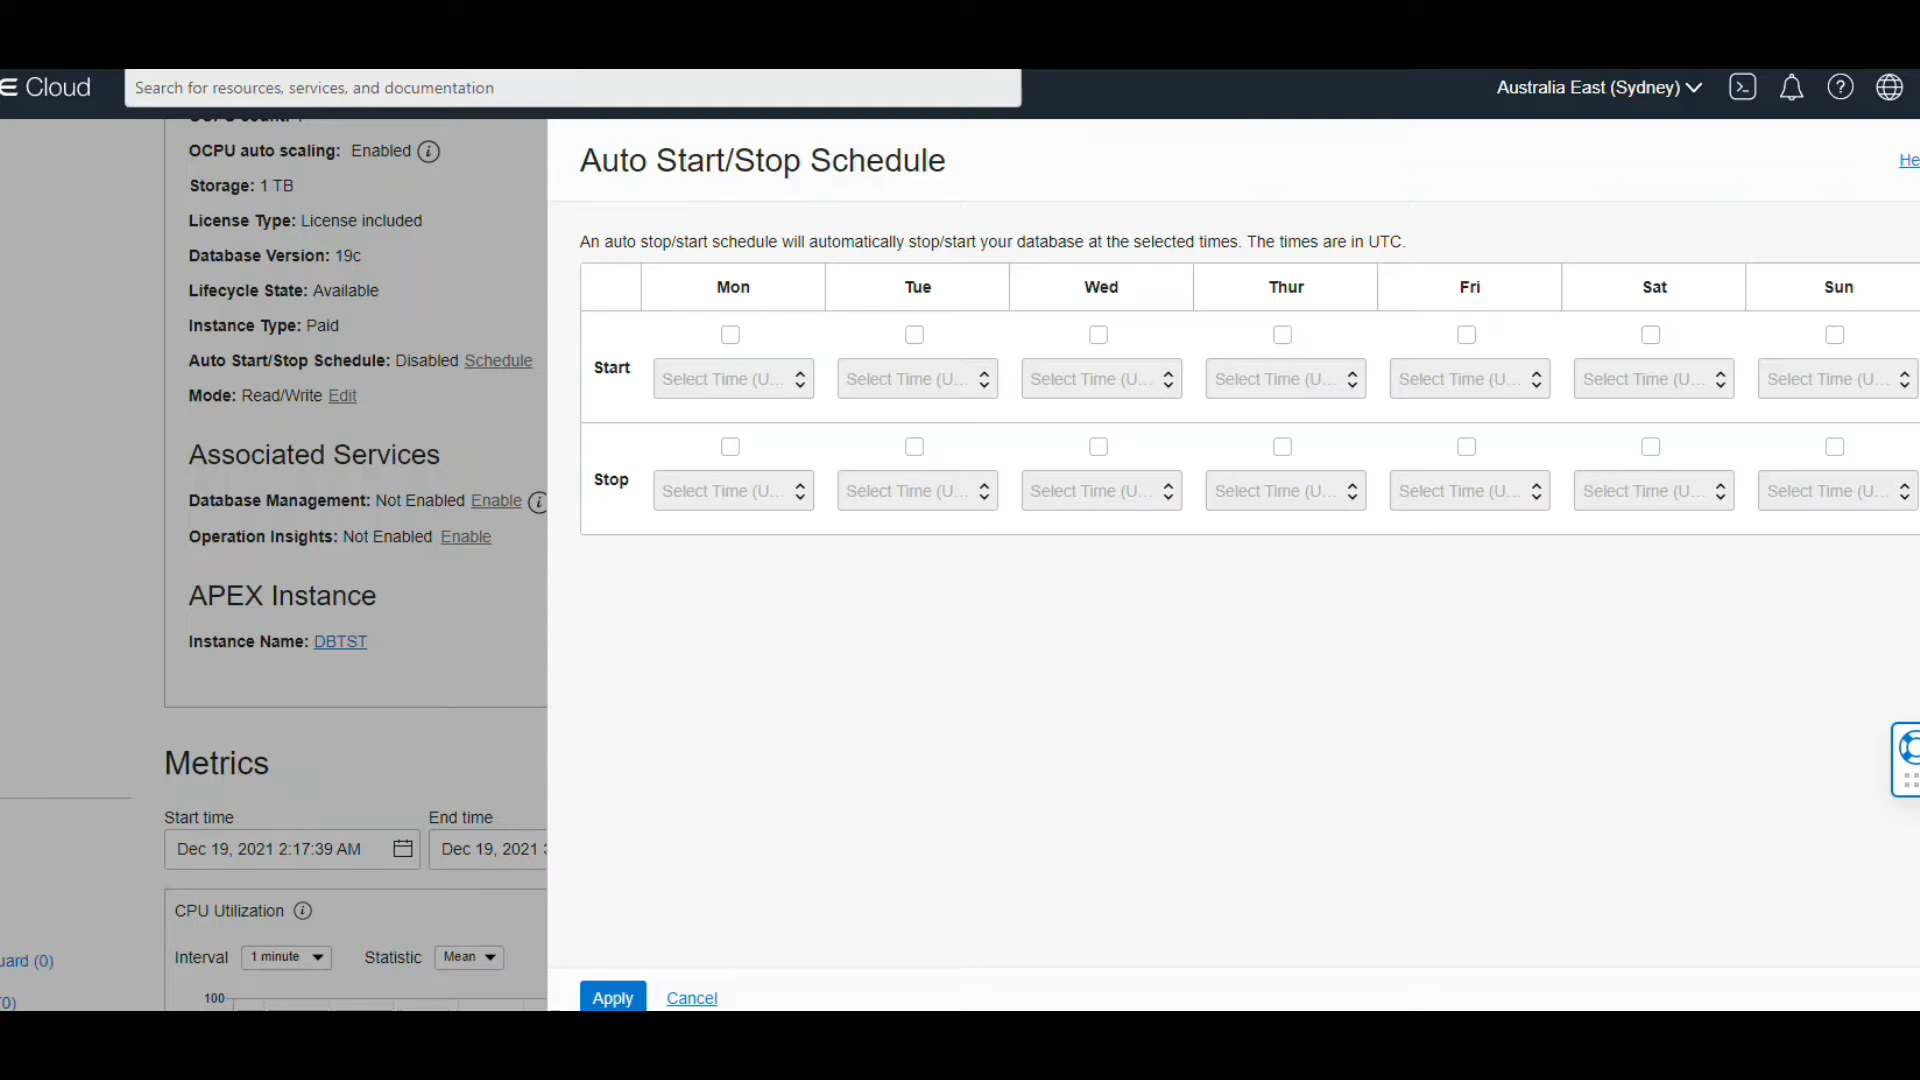 Cloud
Search for resources, services, and documentation
Australia East (Sydney)
OCPU auto scaling: Enabled
Storage: 1 TB
License Type: License included
Database Version: 19c
Lifecycle State: Available
Instance Type: Paid
Auto Start/Stop Schedule: Disabled Schedule
Mode: Read/Write Edit
Associated Services
Database Management: Not Enabled Enable
Operation Insights: Not Enabled Enable
APEX Instance
Instance Name: DBTST
Metrics
Start time End time
Dec 19, 2021 2:17:39 AM Dec 19, 2021
CPU Utilization
Interval 1 minute Statistic Mean
100
uard (0)
0)
Auto Start/Stop Schedule
He
An auto stop/start schedule will automatically stop/start your database at the selected times. The times are in UTC.
Mon Tue Wed Thur Fri Sat Sun
Start
Select Time (U... Select Time (U... Select Time (U... Select Time (U... Select Time (U... Select Time (U... Select Time (U...
Stop
Select Time (U... Select Time (U... Select Time (U... Select Time (U... Select Time (U... Select Time (U... Select Time (U...
Apply Cancel